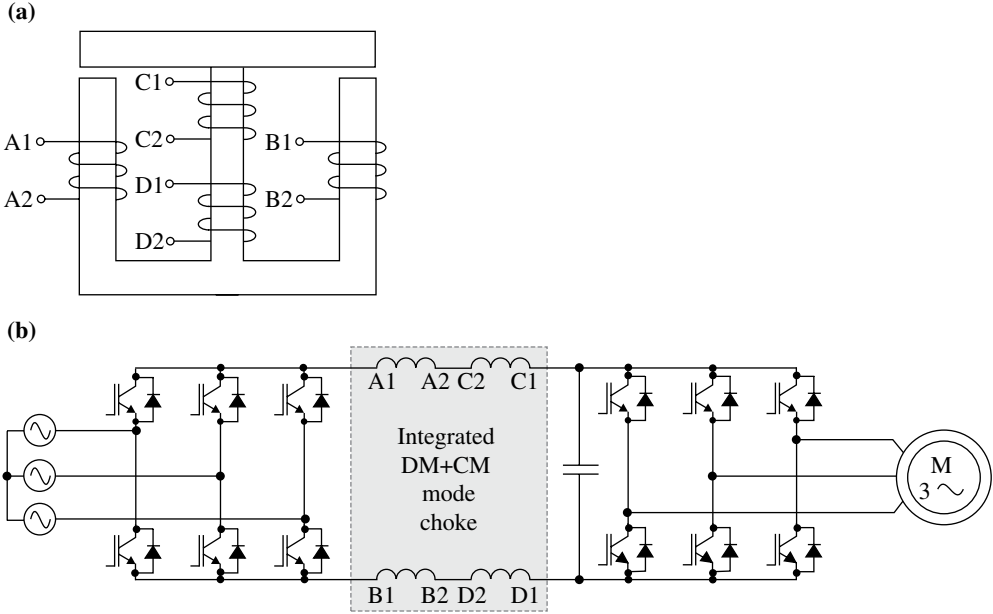 (a)
C1
A1
C2
B1
D1
A2
B2
D2
(b)
A1 A2 C2 C1
Integrated
DM+CM
mode
choke
M
3
B1 B2 D2 D1